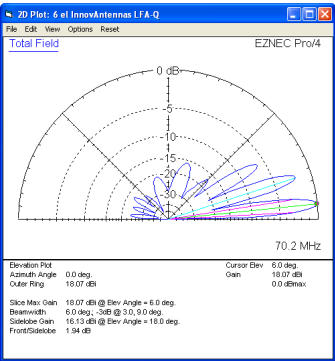 2D Plot: 6 el InnovAntennas LFA-Q
File Edit View Options Reset
Total Field EZNEC Pro/4
0 dB
-5
-10
-15
-20
-30
70.2 MHz
Elevation Plot Cursor Elev 6.0 deg.
Azimuth Angle 0.0 deg. Gain 18.07 dBi
Outer Ring 18.07 dBi 0.0 dBmax
Slice Max Gain 18.07 dBi @ Elev Angle = 6.0 deg.
Beamwidth 6.0 deg.; -3dB @ 3.0, 9.0 deg.
Sidelobe Gain 16.13 dBi @ Elev Angle = 18.0 deg.
Front/Sidelobe 1.94 dB